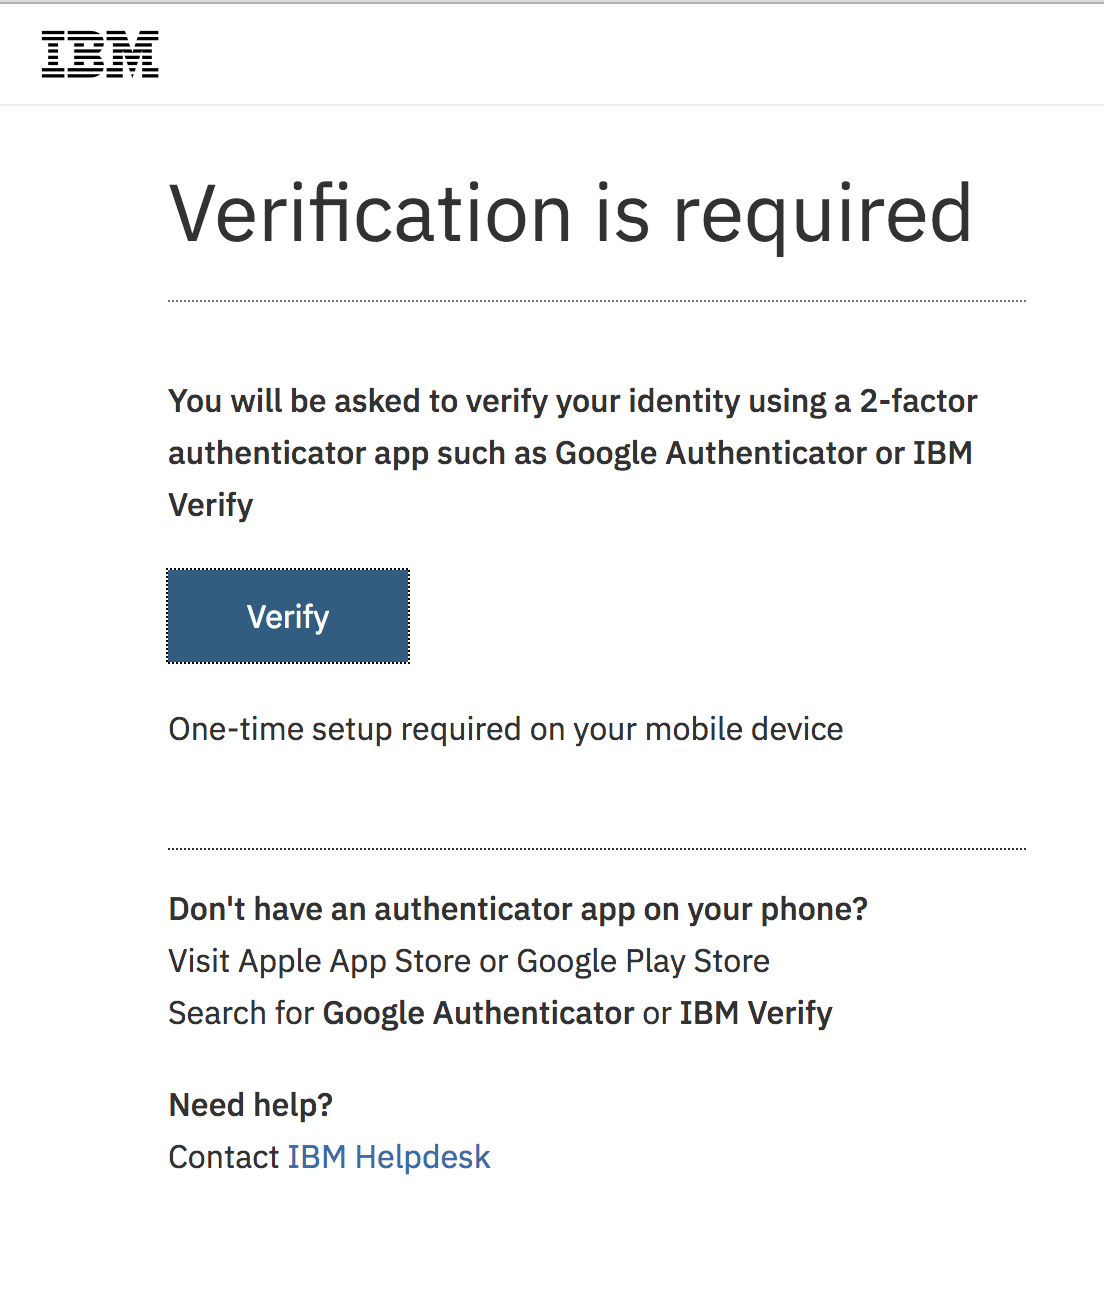 IBM
Verification is required
You will be asked to verify your identity using a 2-factor
authenticator app such as Google Authenticator or IBM
Verify
Verify
One-time setup required on your mobile device
Don't have an authenticator app on your phone?
Visit Apple App Store or Google Play Store
Search for Google Authenticator or IBM Verify
Need help?
Contact IBM Helpdesk